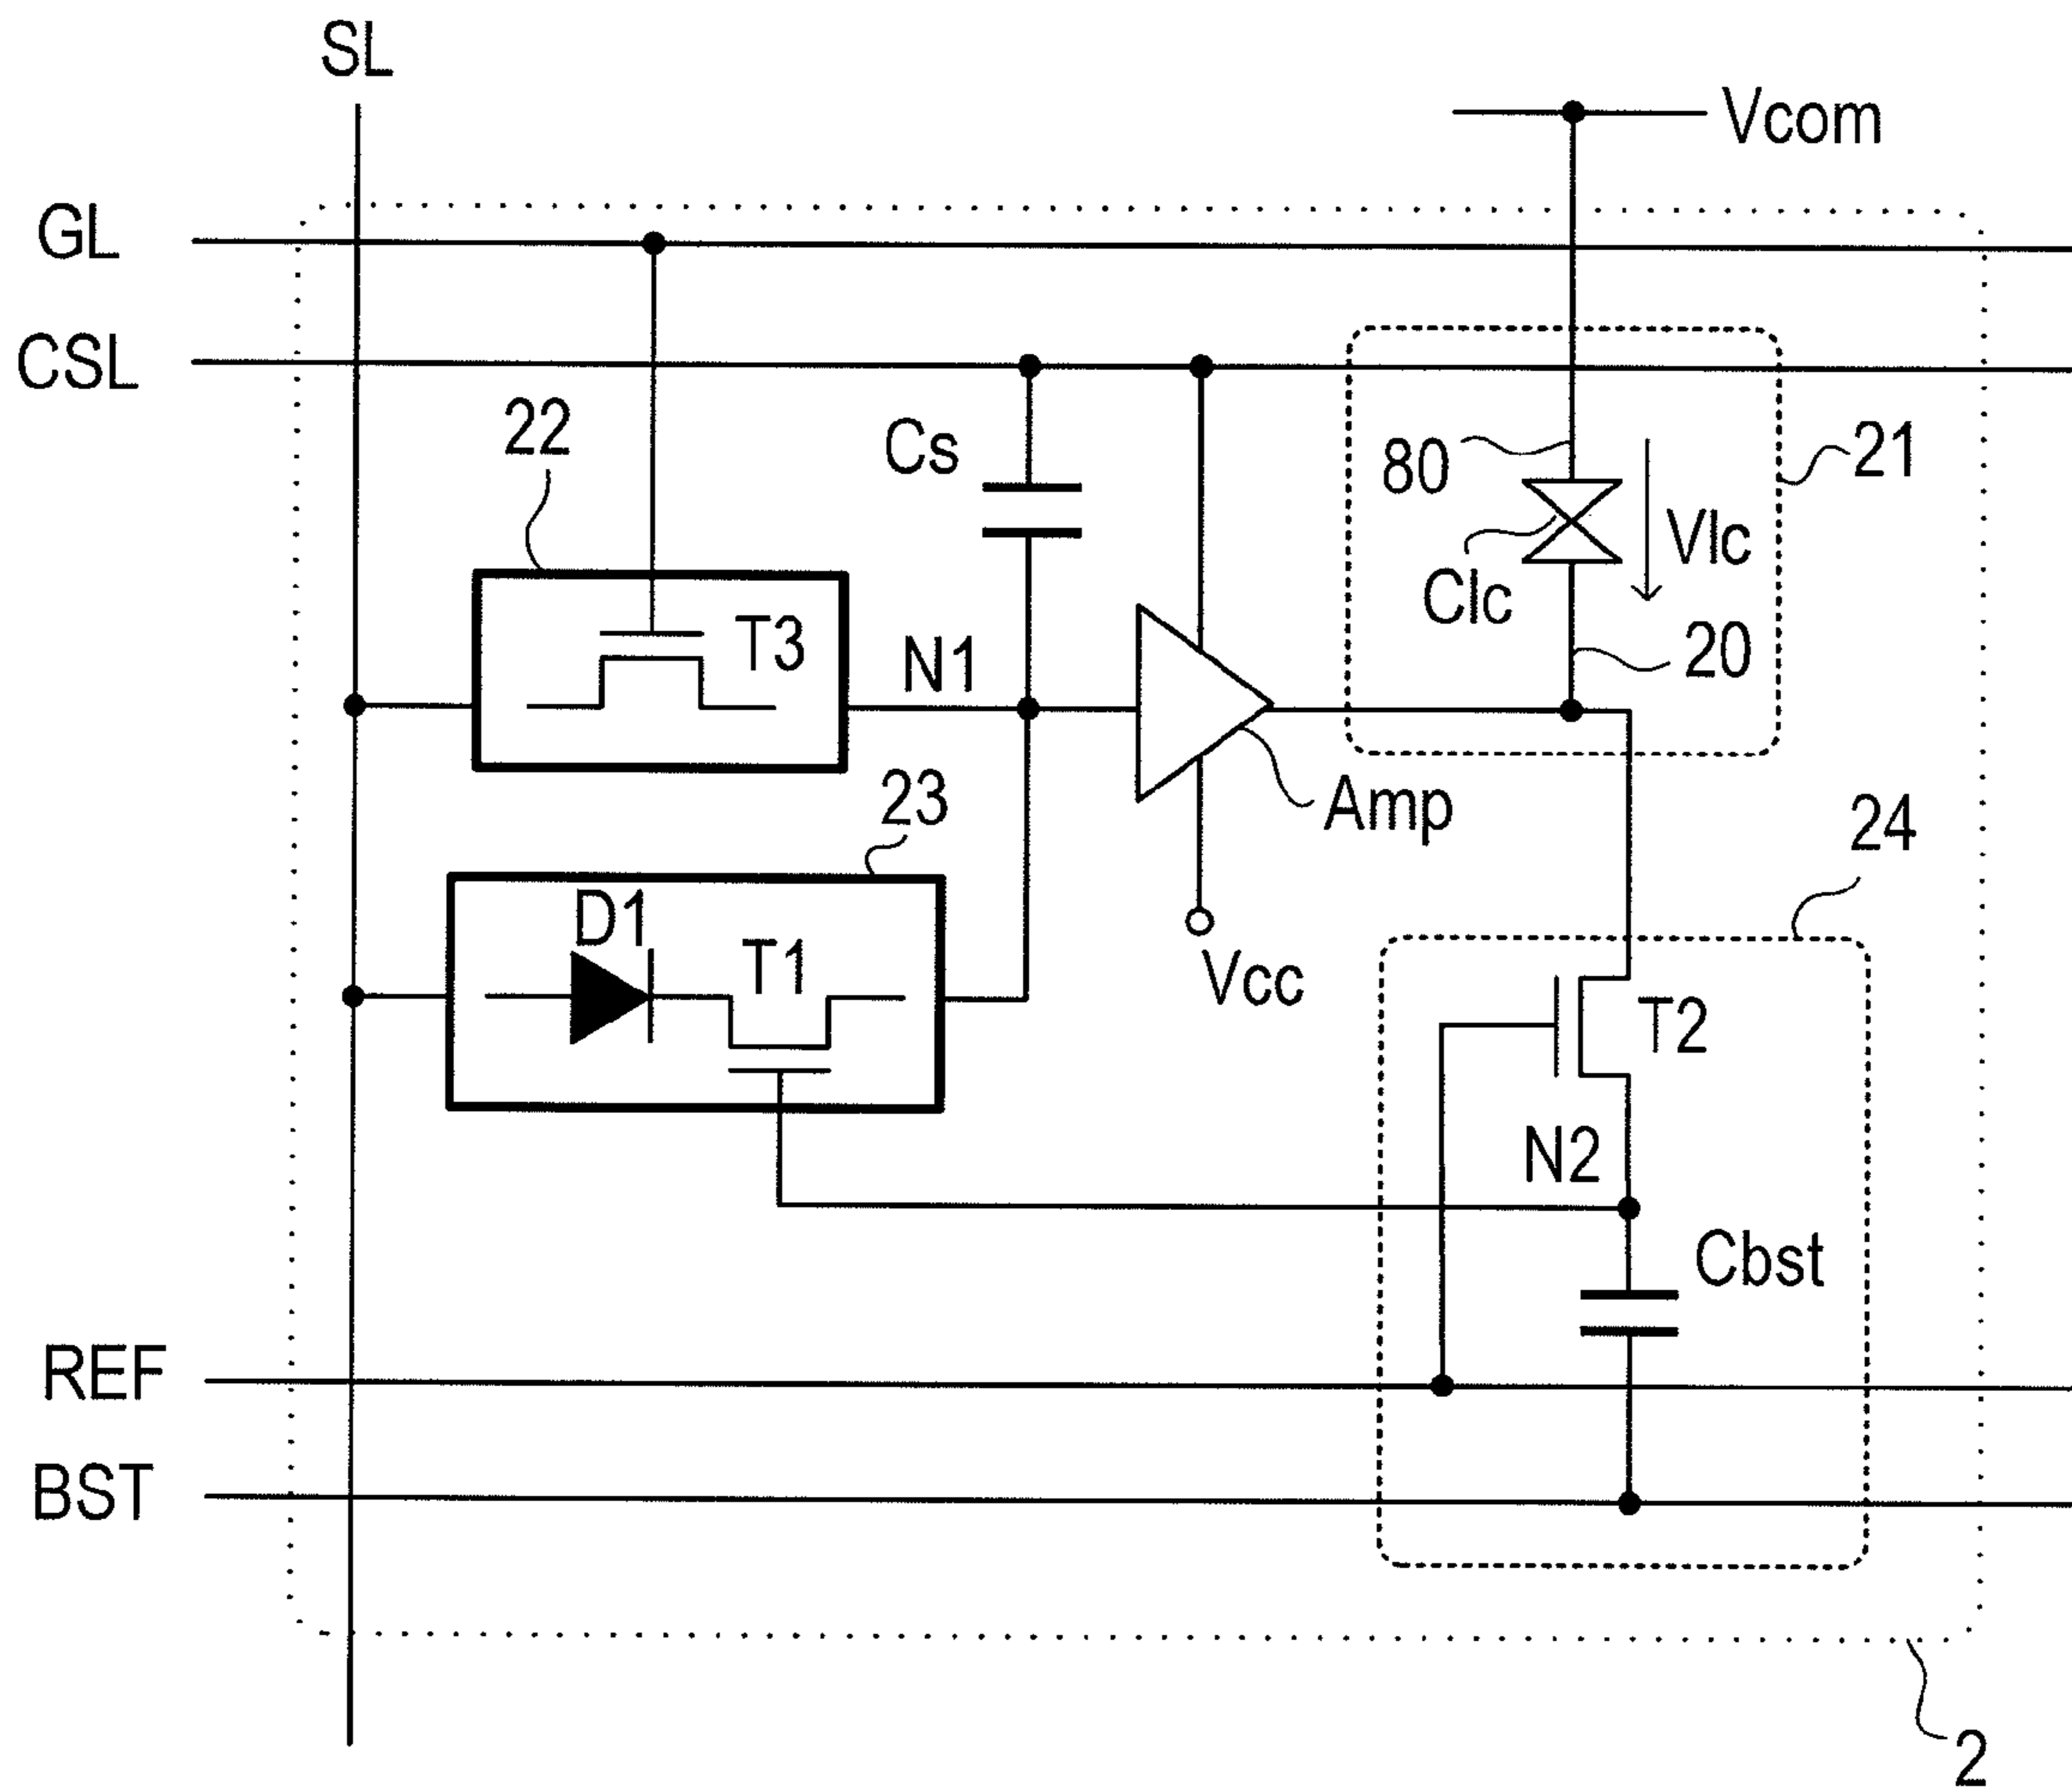 SL
Vcom
GL
CSL
22
Cs
80
21
Vlc
Clc
T3
N1
20
Amp
23
24
D1
T1
Vcc
T2
N2
Cbst
REF
BST
2